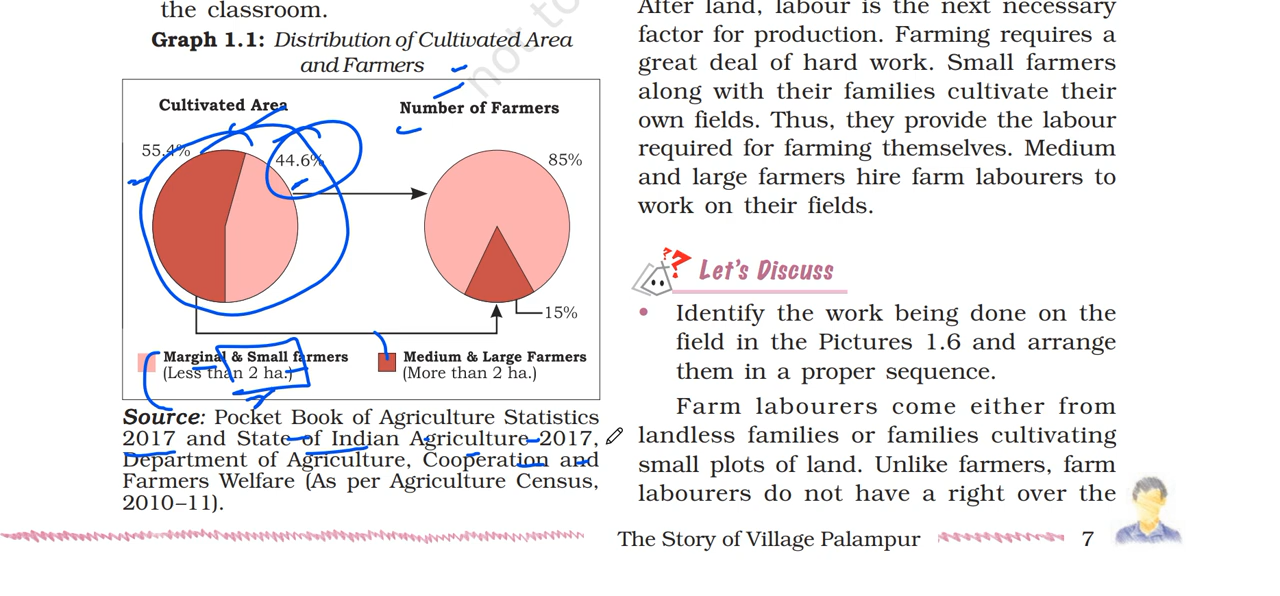 the classroom.
Graph 1.1: Distribution of Cultivated Area
and Farmers
Cultivated Area
Number of Farmers
55.4%
44.6%
85%
15%
Marginal & Small farmers
(Less than 2 ha.)
Medium & Large Farmers
(More than 2 ha.)
Source: Pocket Book of Agriculture Statistics
2017 and State of Indian Agriculture 2017,
Department of Agriculture, Cooperation and
Farmers Welfare (As per Agriculture Census,
2010–11).
not to
After land, labour is the next necessary
factor for production. Farming requires a
great deal of hard work. Small farmers
along with their families cultivate their
own fields. Thus, they provide the labour
required for farming themselves. Medium
and large farmers hire farm labourers to
work on their fields.
??
Let's Discuss
• Identify the work being done on the
field in the Pictures 1.6 and arrange
them in a proper sequence.
Farm labourers come either from
landless families or families cultivating
small plots of land. Unlike farmers, farm
labourers do not have a right over the
The Story of Village Palampur 7